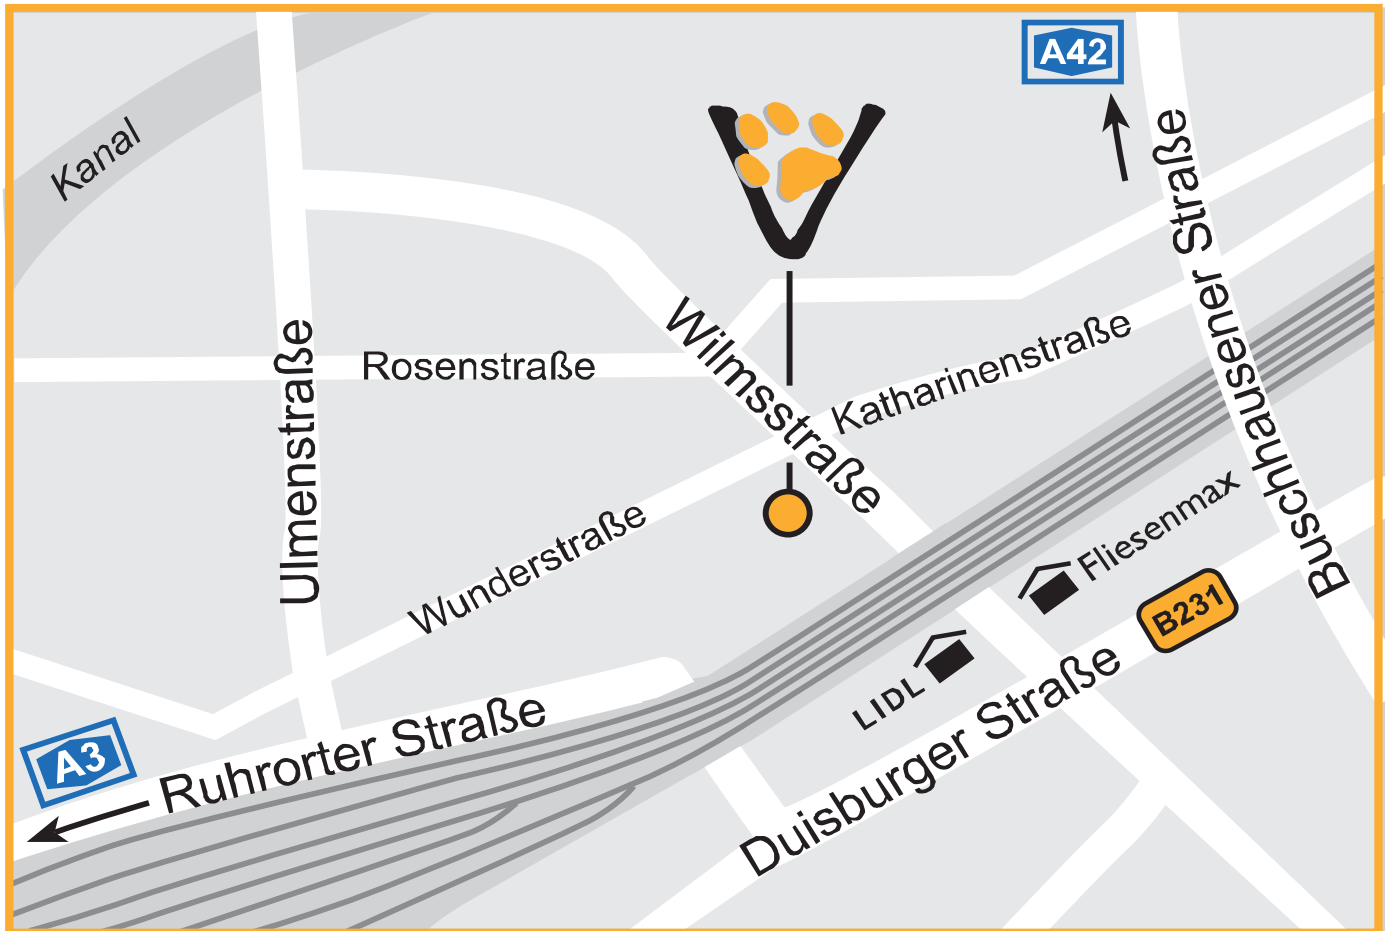 A42
Kanal
Buschhausener Straße
Wilmsstraße
Ulmenstraße
Rosenstraße
Katharinenstraße
Wunderstraße
Fliesenmax
B231
LIDL
Duisburger Straße
Ruhrorter Straße
A3